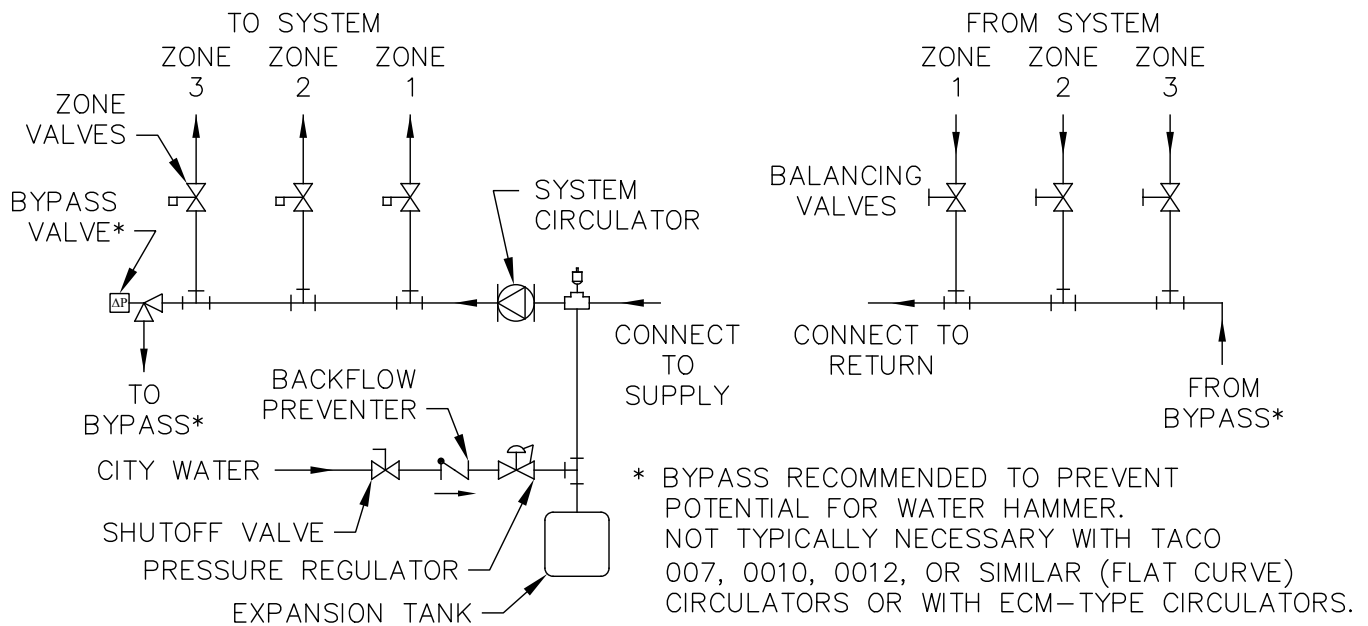 TO SYSTEM
ZONE
3
ZONE
2
ZONE
1
ZONE
VALVES
BYPASS
VALVE*
ΔP
TO
BYPASS*
SYSTEM
CIRCULATOR
CONNECT
TO
SUPPLY
BACKFLOW
PREVENTER
CITY WATER
SHUTOFF VALVE
PRESSURE REGULATOR
EXPANSION TANK
FROM SYSTEM
ZONE
1
ZONE
2
ZONE
3
BALANCING
VALVES
CONNECT TO
RETURN
FROM
BYPASS*
* BYPASS RECOMMENDED TO PREVENT
POTENTIAL FOR WATER HAMMER.
NOT TYPICALLY NECESSARY WITH TACO
007, 0010, 0012, OR SIMILAR (FLAT CURVE)
CIRCULATORS OR WITH ECM-TYPE CIRCULATORS.